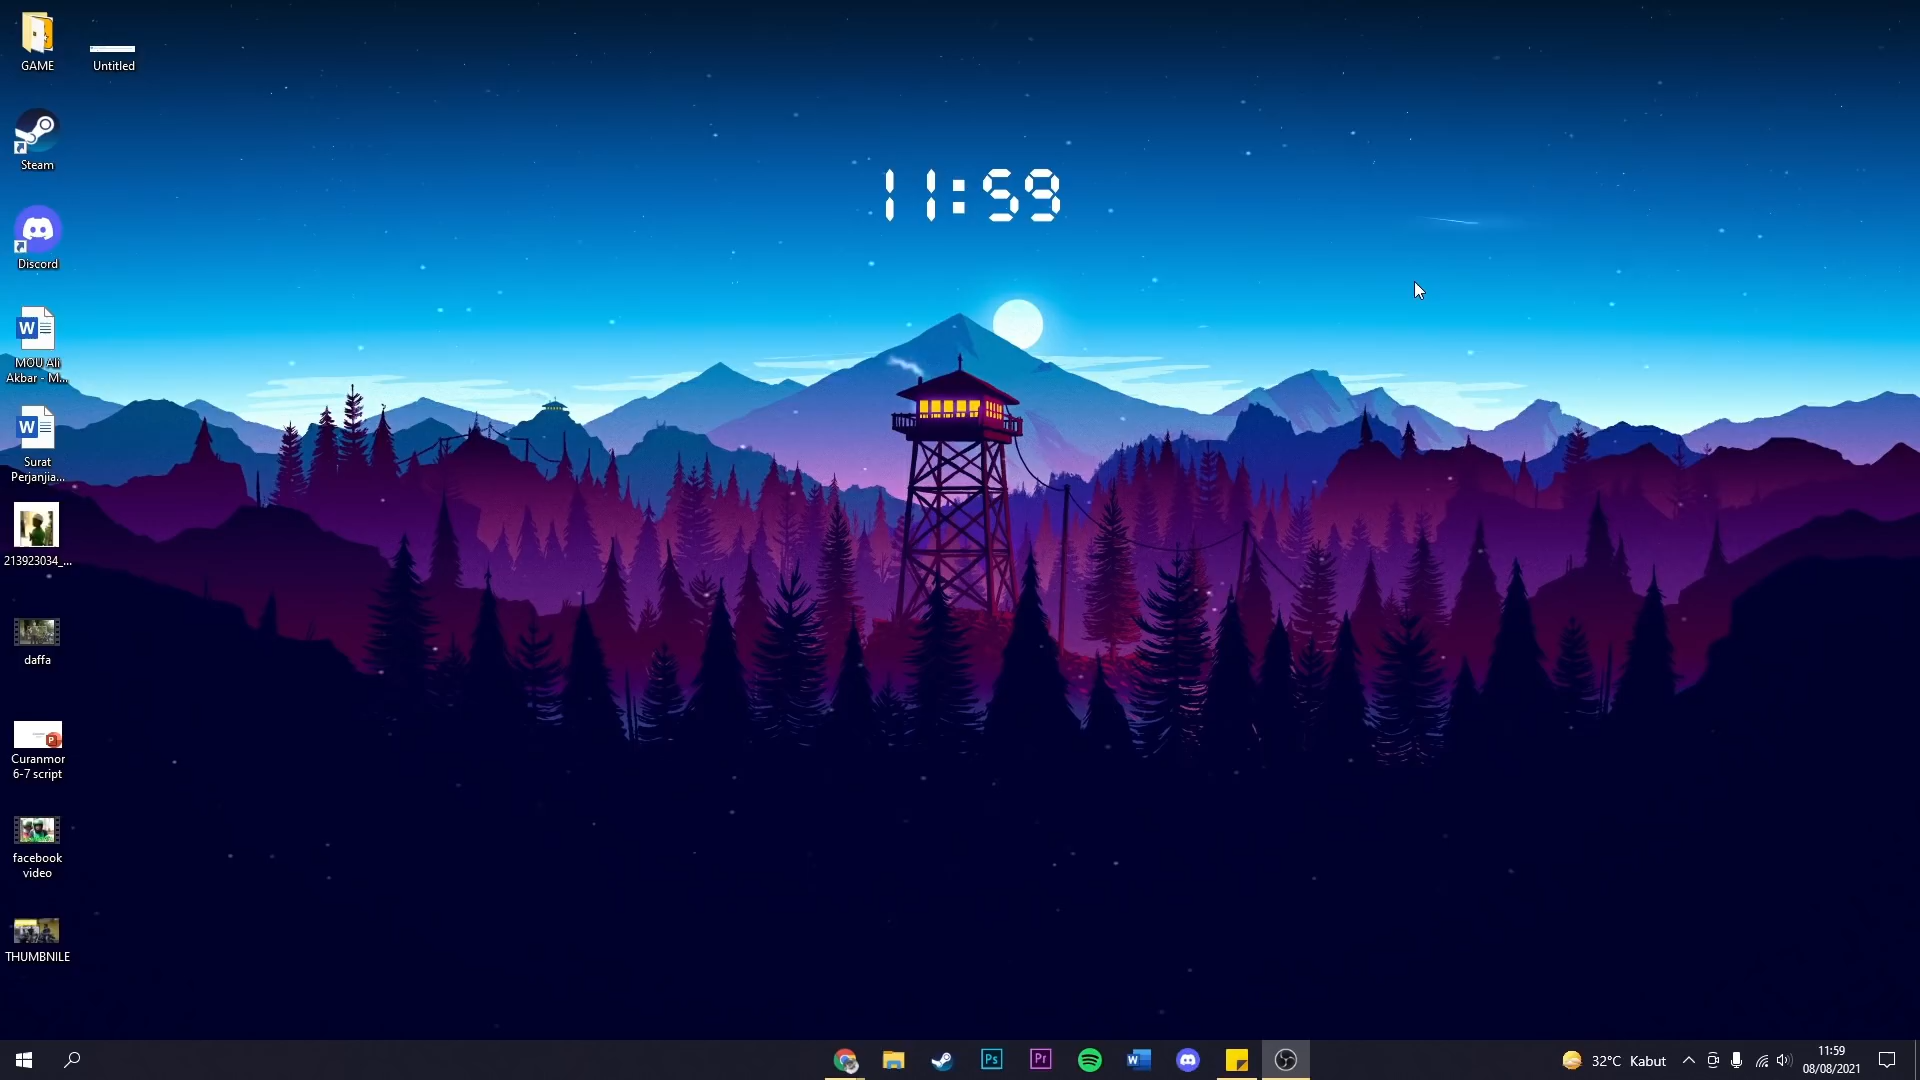 GAME
Untitled
11:59
Steam
Discord
MOU Ali
Akbar - M...
Surat
Perjanjia...
213923034_...
daffa
Curanmor
6-7 script
facebook
video
THUMBNILE
32°C Kabut
11:59
08/08/2021